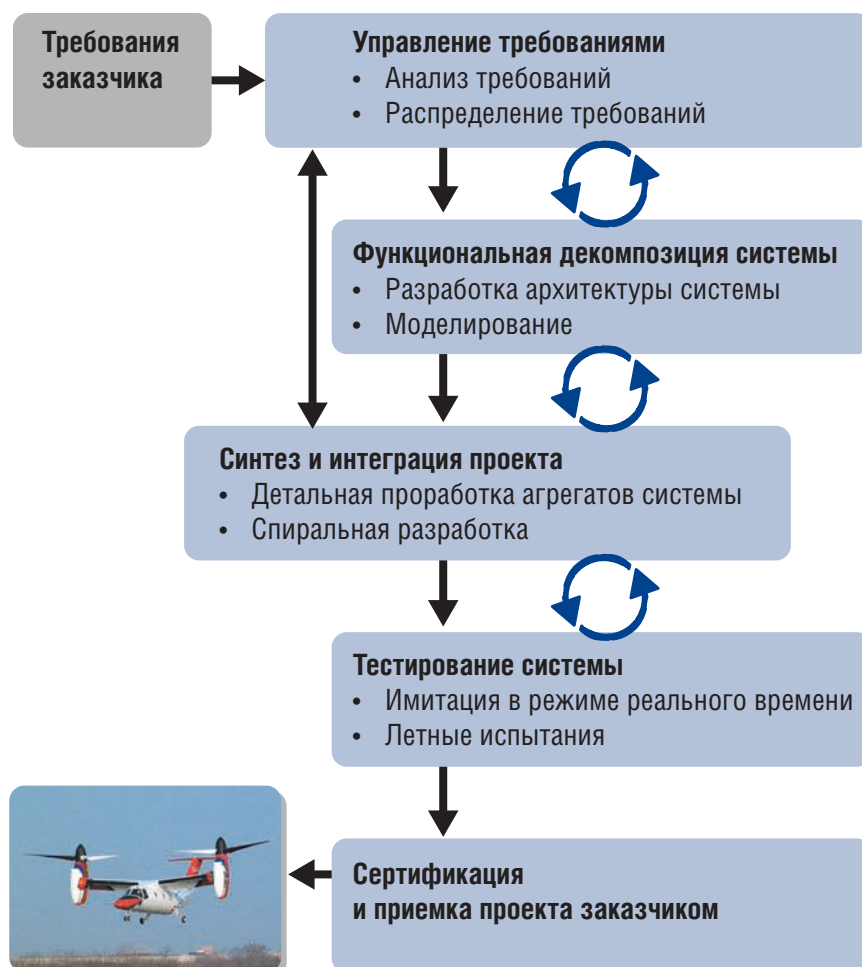 Требования
заказчика
Управление требованиями
• Анализ требований
• Распределение требований
Функциональная декомпозиция системы
• Разработка архитектуры системы
• Моделирование
Синтез и интеграция проекта
• Детальная проработка агрегатов системы
• Спиральная разработка
Тестирование системы
• Имитация в режиме реального времени
• Летные испытания
Сертификация
и приемка проекта заказчиком